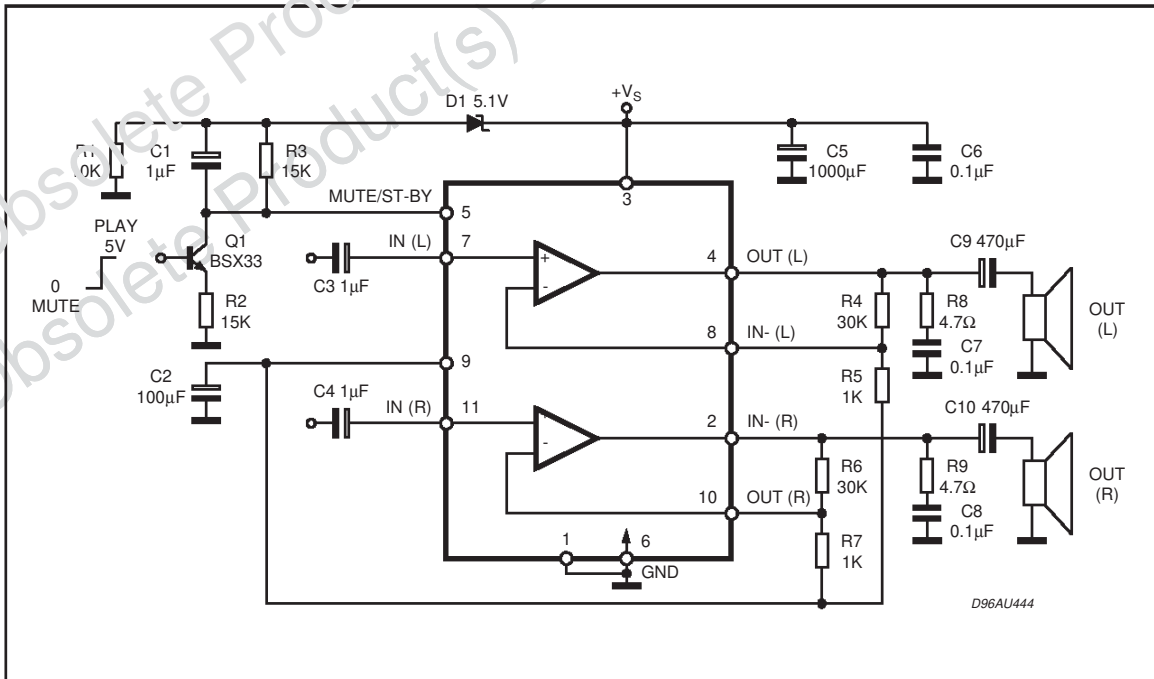 Obsolete Product(s)
Obsolete Product(s)
+VS
D1 5.1V
C1
1µF
R3
15K
C5
1000µF
C6
0.1µF
MUTE/ST-BY
5
3
PLAY
5V
0
MUTE
Q1
BSX33
IN (L)
7
C3 1µF
+
-
4
OUT (L)
C9 470µF
R2
15K
R4
30K
R8
4.7Ω
OUT
(L)
8
IN- (L)
C7
0.1µF
9
C2
100µF
R5
1K
C4 1µF
IN (R)
11
+
-
2
IN- (R)
C10 470µF
R6
30K
R9
4.7Ω
OUT
(R)
10
OUT (R)
C8
0.1µF
R7
1K
1
6
GND
D96AU444